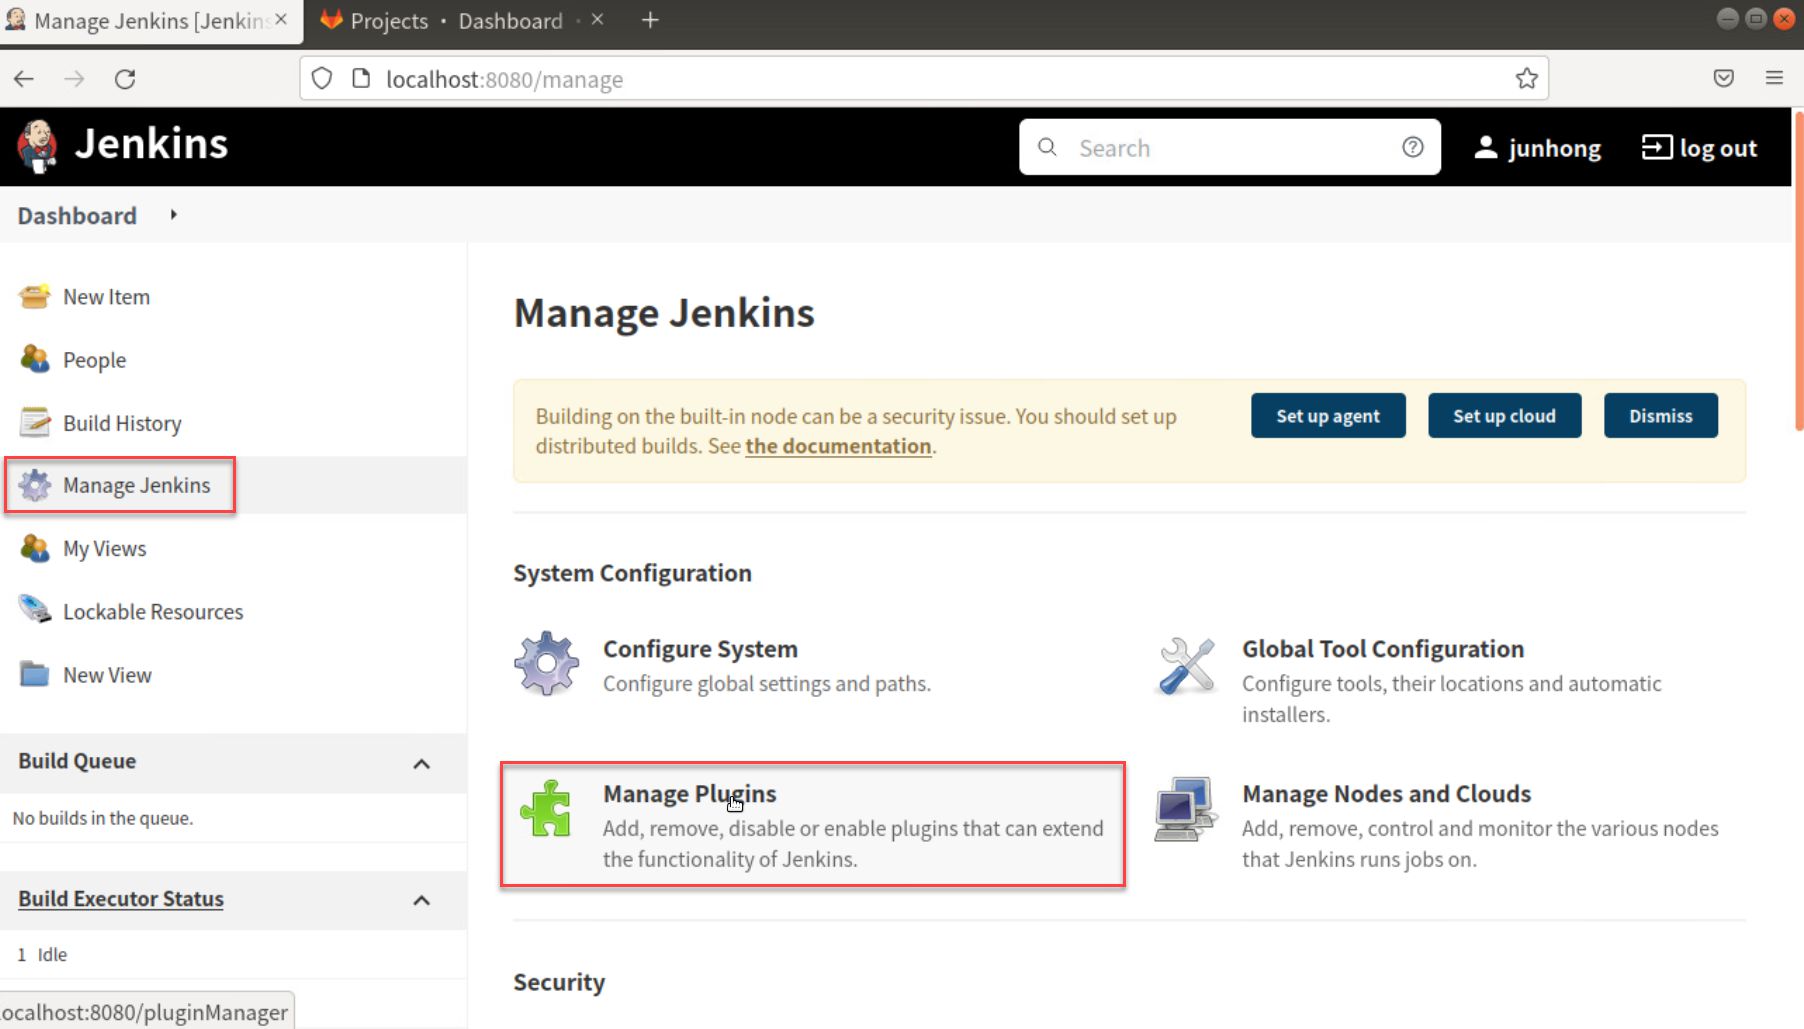 Manage Jenkins [Jenkins
Projects • Dashboard ·
localhost:8080/manage
Jenkins
Search
junhong
log out
Dashboard
New Item
People
Build History
Manage Jenkins
My Views
Lockable Resources
New View
Build Queue
No builds in the queue.
Build Executor Status
1 Idle
Manage Jenkins
Building on the built-in node can be a security issue. You should set up
distributed builds. See the documentation.
Set up agent
Set up cloud
Dismiss
System Configuration
Configure System
Configure global settings and paths.
Global Tool Configuration
Configure tools, their locations and automatic
installers.
Manage Plugins
Add, remove, disable or enable plugins that can extend
the functionality of Jenkins.
Manage Nodes and Clouds
Add, remove, control and monitor the various nodes
that Jenkins runs jobs on.
Security
localhost:8080/pluginManager